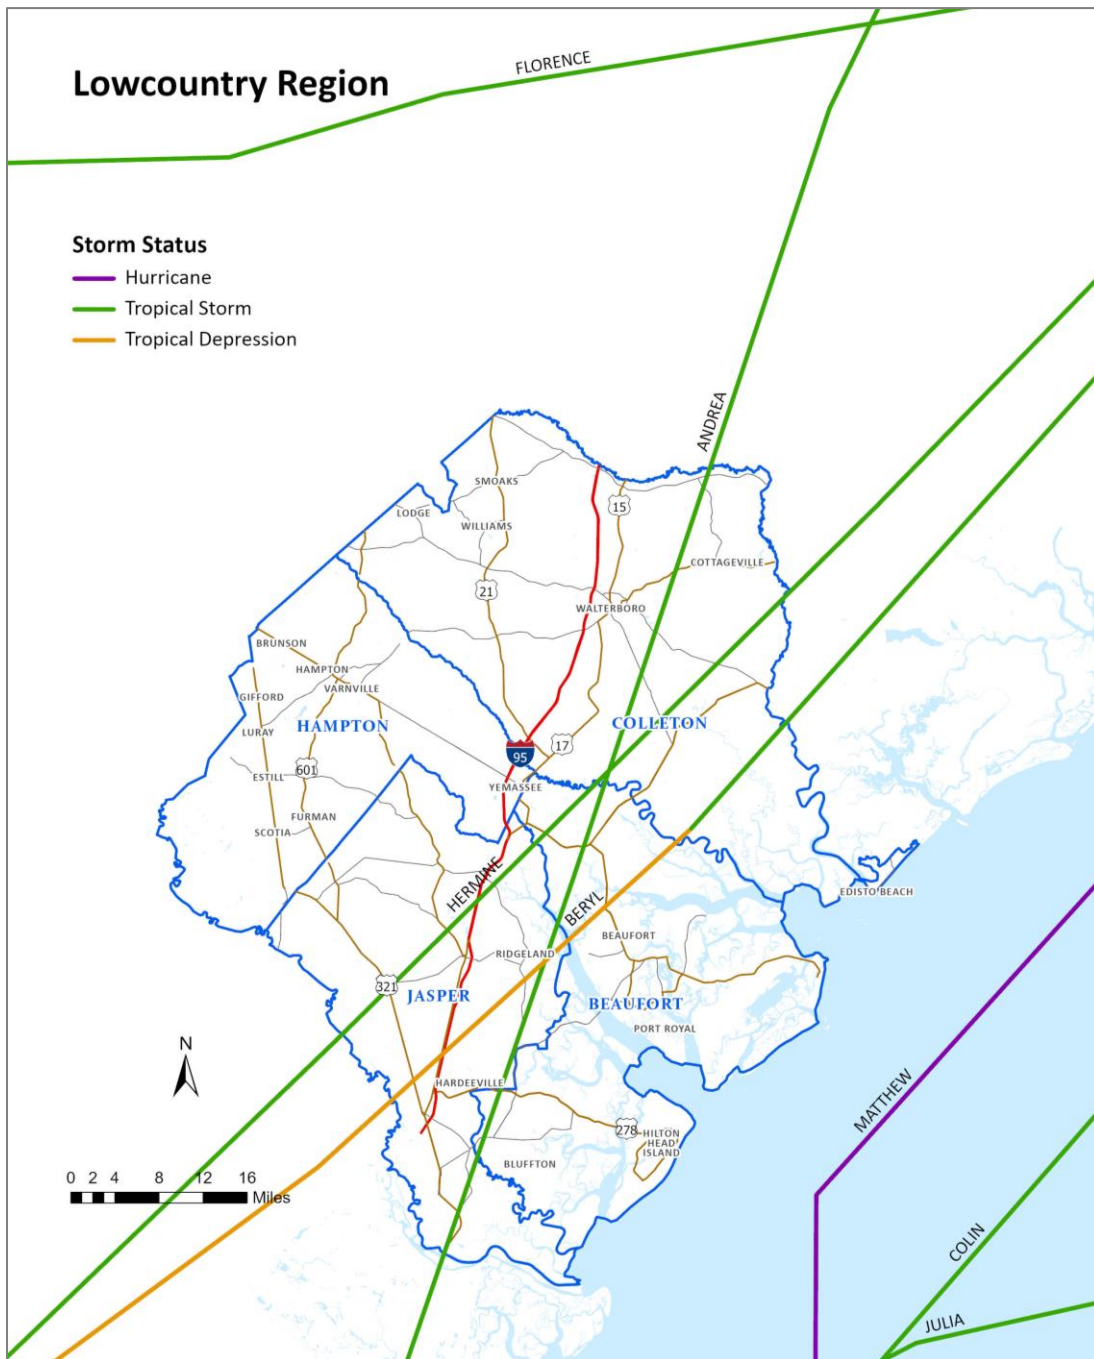 Lowcountry Region
FLORENCE
Storm Status
Hurricane
Tropical Storm
Tropical Depression
ANDREA
SMOAKS
LODGE
15
WILLIAMS
COTTAGEVILLE
21
WALTERBORO
BRUNSON
HAMPTON
VARNVILLE
GIFFORD
HAMPTON
COLLETON
LURAY
17
95
601
ESTILL
YEMASSEE
FURMAN
SCOTIA
HERMINE
EDISTO BEACH
BERYL
BEAUFORT
RIDGELAND
321
JASPER
BEAUFORT
PORT ROYAL
N
HARDEEVILLE
MATTHEW
278
HILTON
HEAD
ISLAND
BLUFFTON
0 2 4 8 12 16
Miles
COLIN
JULIA